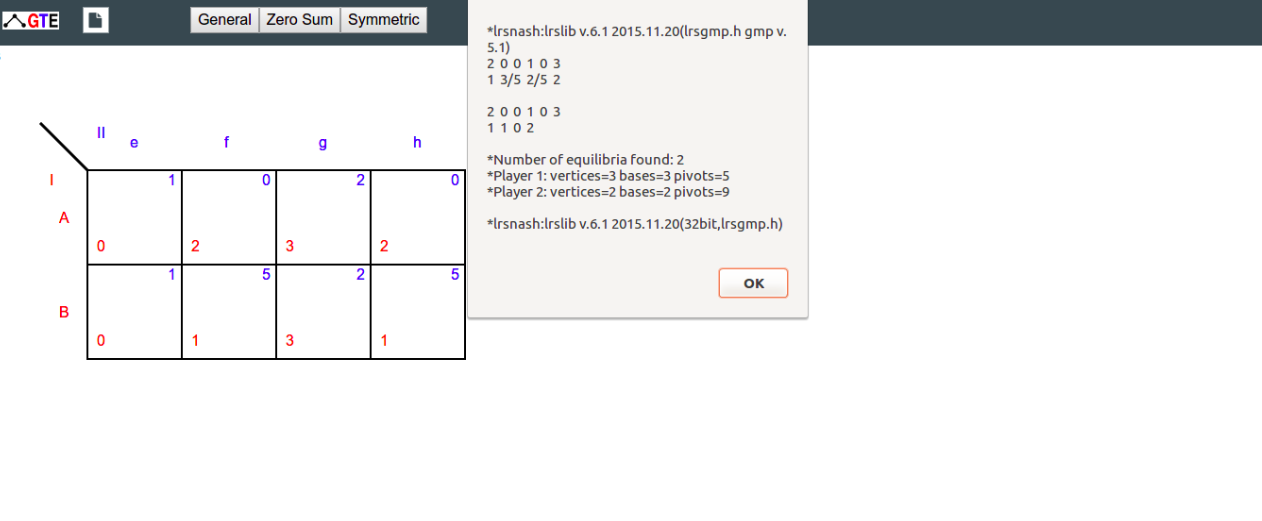 GTE
General Zero Sum Symmetric
*lrsnash:lrslib v.6.1 2015.11.20(lrsgmp.h gmp v.
5.1)
2 0 0 1 0 3
1 3/5 2/5 2
2 0 0 1 0 3
1 1 0 2
*Number of equilibria found: 2
*Player 1: vertices=3 bases=3 pivots=5
*Player 2: vertices=2 bases=2 pivots=9
*lrsnash:lrslib v.6.1 2015.11.20(32bit,lrsgmp.h)
OK
II
e f g h
I
1 0 2 0
A
0 2 3 2
1 5 2 5
B
0 1 3 1